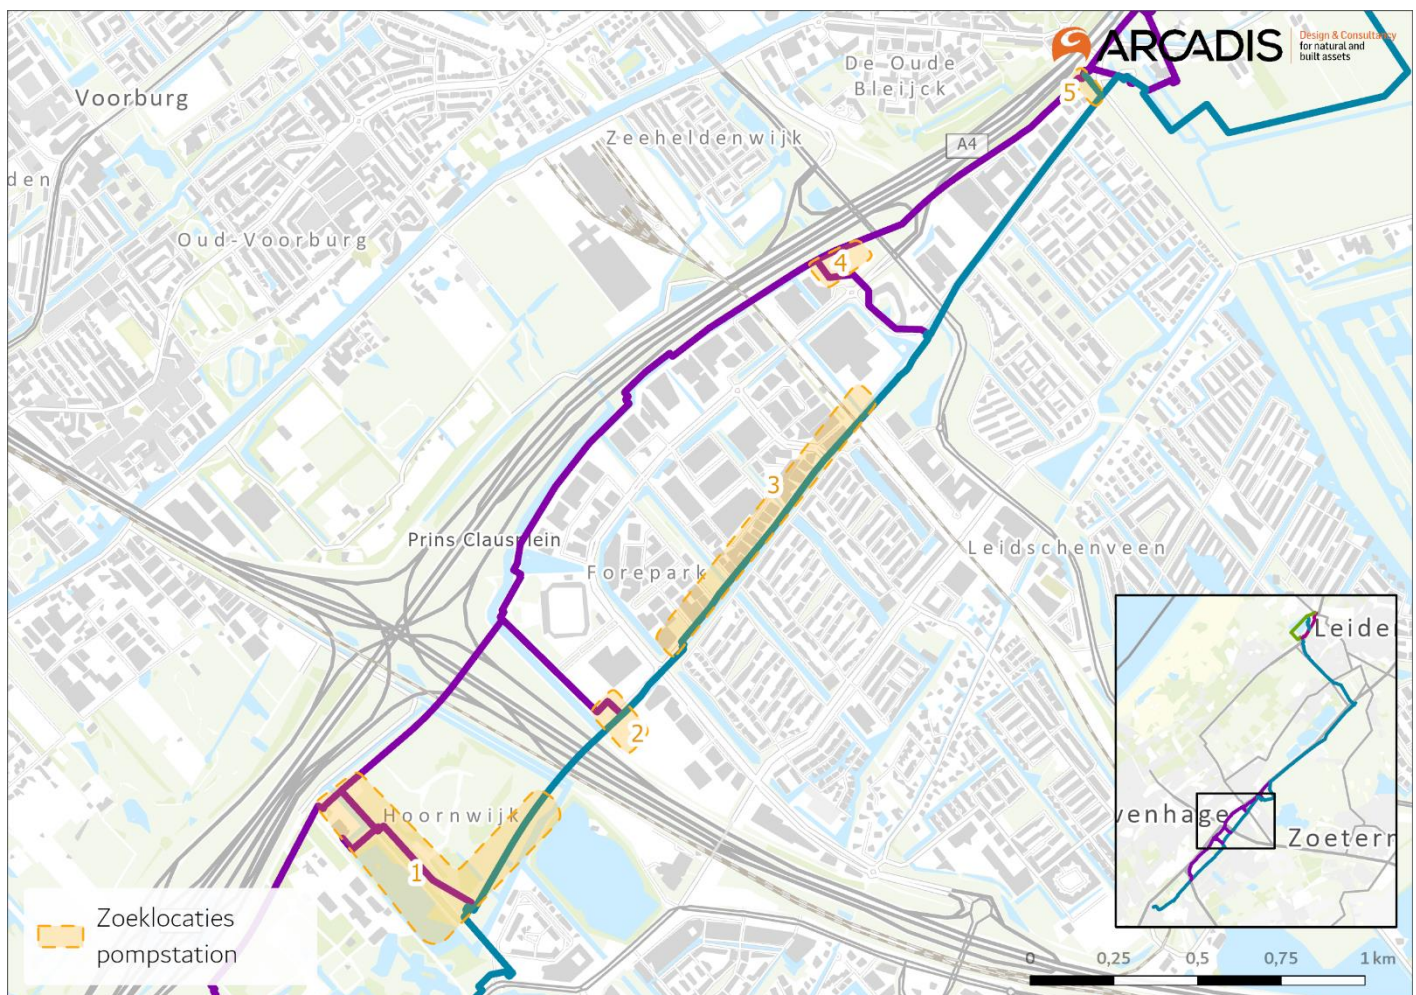 ARCADIS
Design & Consultancy
for natural and
built assets
De Oude
Bleijck
Voorburg
Zeeheldenwijk
A4
5
den
Oud-Voorburg
4
3
Prins Clausplein
Leidschenveen
Forepark
2
Hoornwijk
1
Leide
venhage
Zoeterr
Zoeklocaties
pompstation
0 0,25 0,5 0,75 1 km